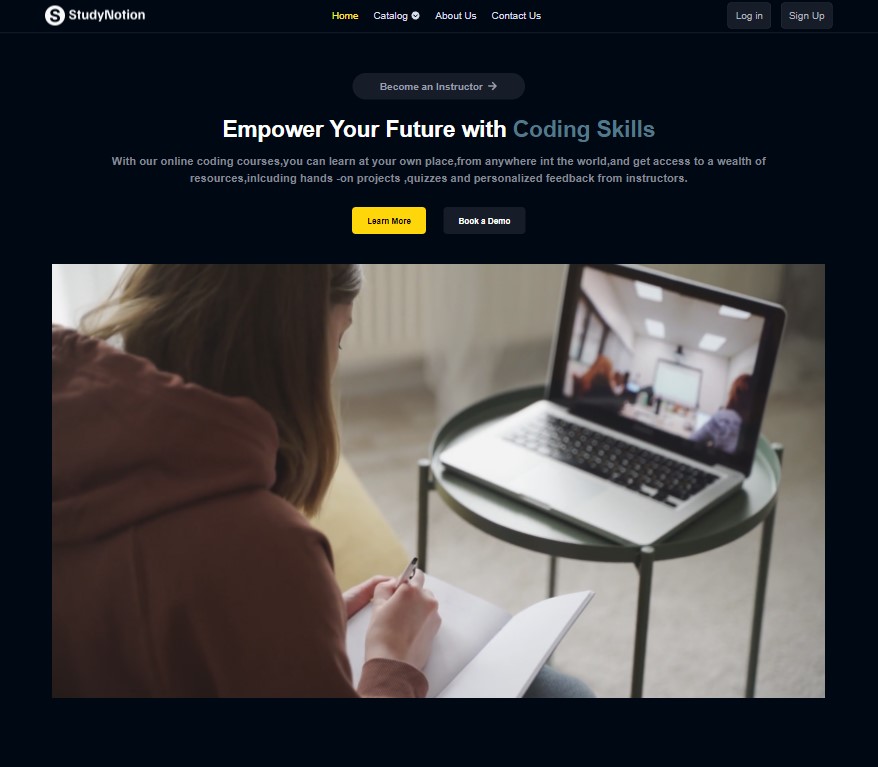 StudyNotion
Home Catalog About Us Contact Us
Log in Sign Up
Become an Instructor
Empower Your Future with Coding Skills
With our online coding courses,you can learn at your own place,from anywhere int the world,and get access to a wealth of
resources,inlcuding hands -on projects ,quizzes and personalized feedback from instructors.
Learn More Book a Demo